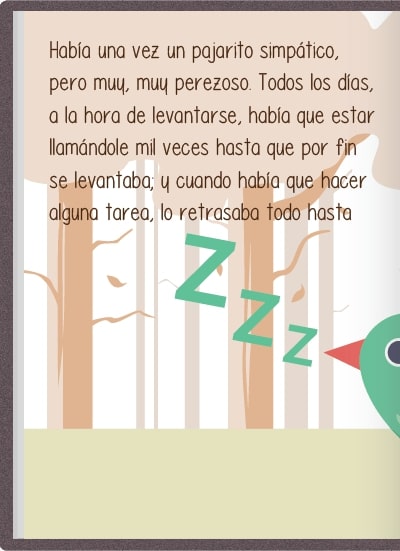 Había una vez un pajarito simpático,
pero muy, muy perezoso. Todos los días,
a la hora de levantarse, había que estar
llamándole mil veces hasta que por fin
se levantaba; y cuando había que hacer
alguna tarea, lo retrasaba todo hasta
Z
Z
Z